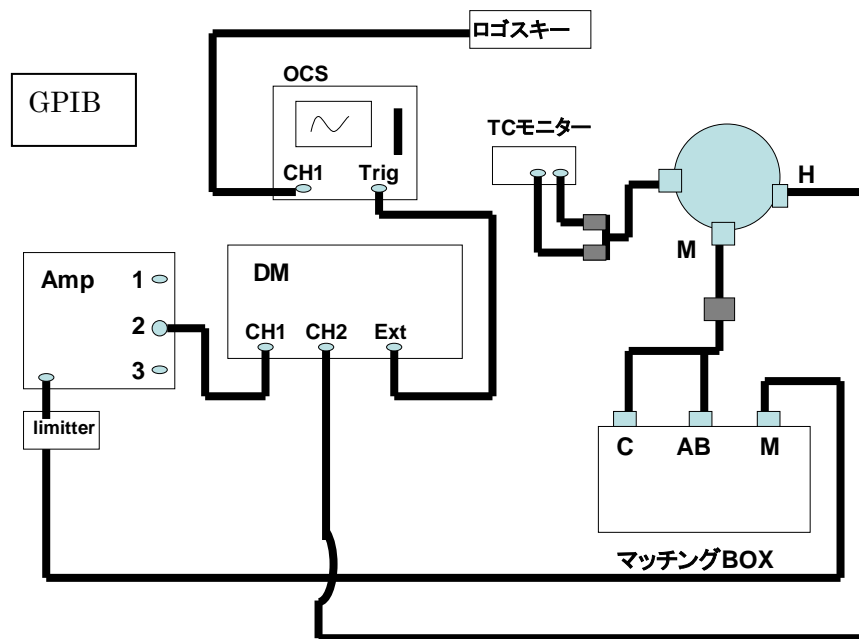 ロゴスキー
OCS
GPIB
CH1 Trig
TCモニター
H
M
Amp
1
2
3
DM
CH1 CH2 Ext
limitter
C AB M
マッチングBOX